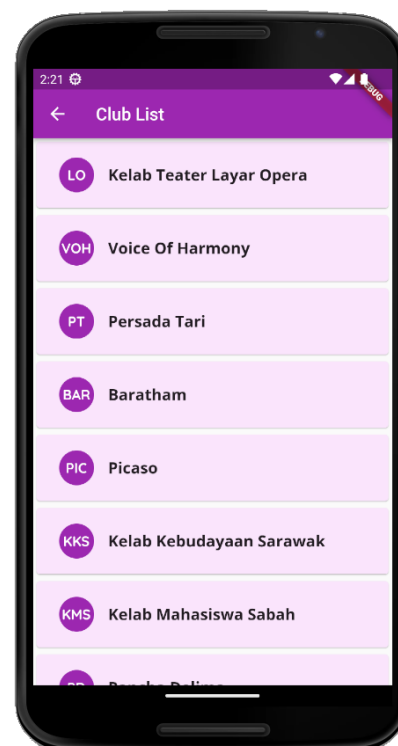 2:21
DEBUG
Club List
LO Kelab Teater Layar Opera
VOH Voice Of Harmony
PT Persada Tari
BAR Baratham
PIC Picaso
KKS Kelab Kebudayaan Sarawak
KMS Kelab Mahasiswa Sabah